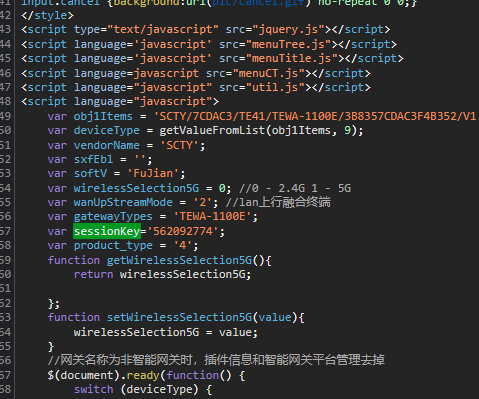 41 input.cancel {background:url(pic/cancel.gif) no-repeat 0 0;}
42 </style>
43 <script type="text/javascript" src="jquery.js"></script>
44 <script language='javascript' src="menuTree.js"></script>
45 <script language='javascript' src="menuTitle.js"></script>
46 <script language=javascript src="menuCT.js"></script>
47 <script language="javascript" src="util.js"></script>
48 <script language="javascript">
49 var obj1Items = 'SCTY/7CDAC3/TE41/TEWA-1100E/3B8357CDAC3F4B352/V1
50 var deviceType = getValueFromList(obj1Items, 9);
51 var vendorName = 'SCTY';
52 var sxfEbl = '';
53 var softV = 'FuJian';
54 var wirelessSelection5G = 0; //0 - 2.4G 1 - 5G
55 var wanUpStreamMode = '2'; //lan上行融合终端
56 var gatewayTypes = 'TEWA-1100E';
57 var sessionKey='562092774';
58 var product_type = '4';
59 function getWirelessSelection5G(){
60 return wirelessSelection5G;
61
62 };
63 function setWirelessSelection5G(value){
64 wirelessSelection5G = value;
65 }
66 //网关名称为非智能网关时，插件信息和智能网关平台管理去掉
67 $(document).ready(function() {
68 switch (deviceType) {